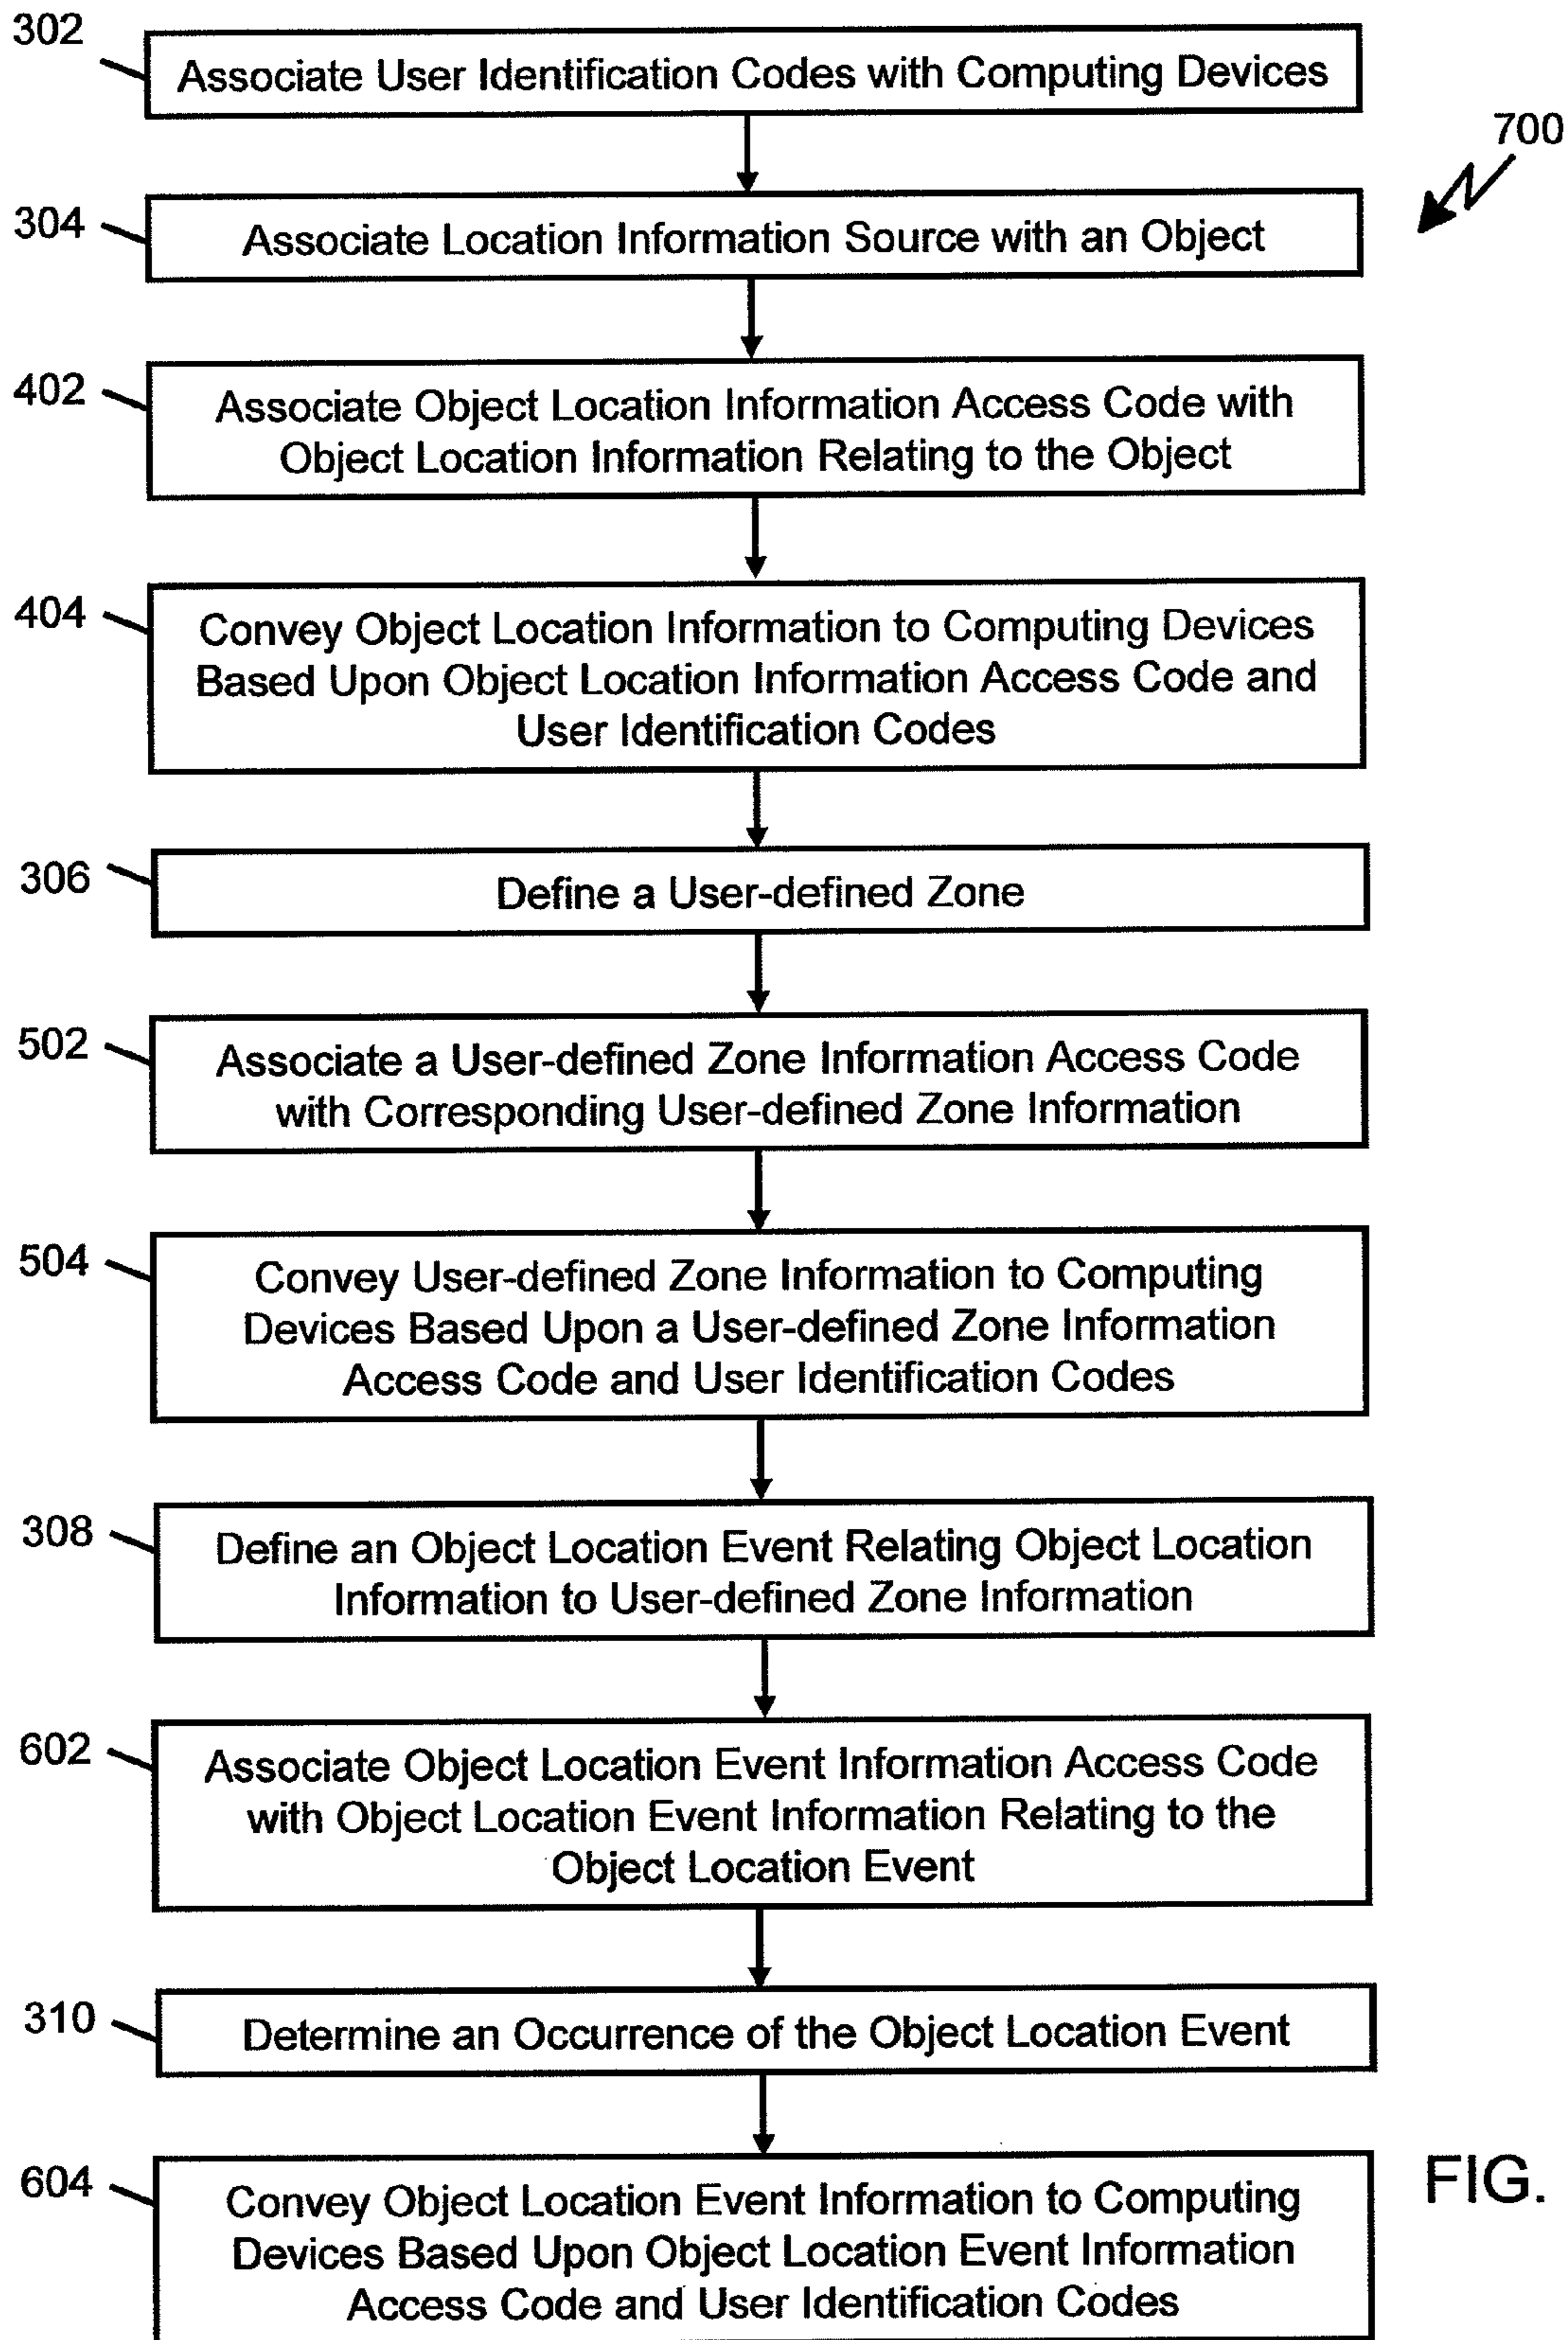 302
Associate User Identification Codes with Computing Devices
700
304
Associate Location Information Source with an Object
402
Associate Object Location Information Access Code with
Object Location Information Relating to the Object
404
Convey Object Location Information to Computing Devices
Based Upon Object Location Information Access Code and
User Identification Codes
306
Define a User-defined Zone
502
Associate a User-defined Zone Information Access Code
with Corresponding User-defined Zone Information
504
Convey User-defined Zone Information to Computing
Devices Based Upon a User-defined Zone Information
Access Code and User Identification Codes
308
Define an Object Location Event Relating Object Location
Information to User-defined Zone Information
602
Associate Object Location Event Information Access Code
with Object Location Event Information Relating to the
Object Location Event
310
Determine an Occurrence of the Object Location Event
604
Convey Object Location Event Information to Computing
Devices Based Upon Object Location Event Information
Access Code and User Identification Codes
FIG.